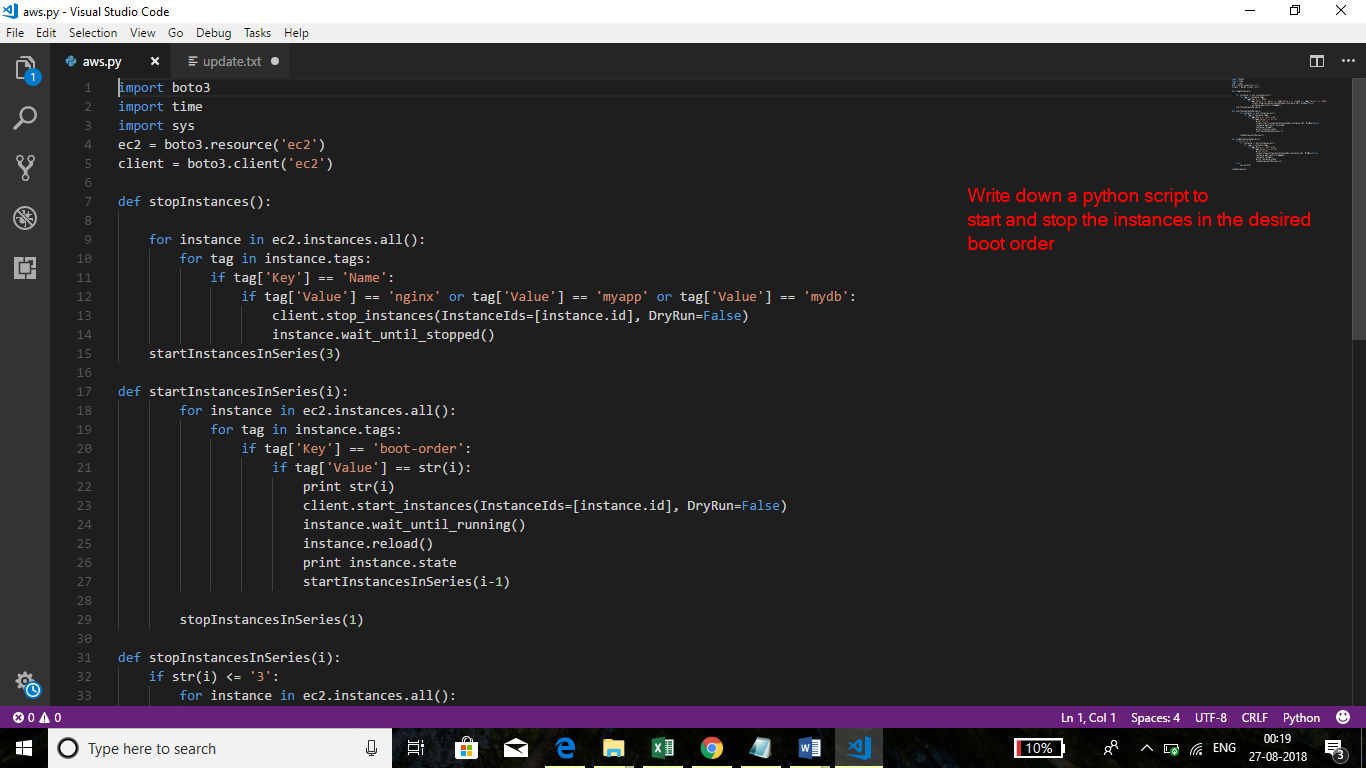 aws.py - Visual Studio Code
File Edit Selection View Go Debug Tasks Help
aws.py update.txt
1 import boto3
2 import time
3 import sys
4 ec2 = boto3.resource('ec2')
5 client = boto3.client('ec2')
6
7 def stopInstances():
8
9 for instance in ec2.instances.all():
10 for tag in instance.tags:
11 if tag['Key'] == 'Name':
12 if tag['Value'] == 'nginx' or tag['Value'] == 'myapp' or tag['Value'] == 'mydb':
13 client.stop_instances(InstanceIds=[instance.id], DryRun=False)
14 instance.wait_until_stopped()
15 startInstancesInSeries(3)
16
17 def startInstancesInSeries(i):
18 for instance in ec2.instances.all():
19 for tag in instance.tags:
20 if tag['Key'] == 'boot-order':
21 if tag['Value'] == str(i):
22 print str(i)
23 client.start_instances(InstanceIds=[instance.id], DryRun=False)
24 instance.wait_until_running()
25 instance.reload()
26 print instance.state
27 startInstancesInSeries(i-1)
28
29 stopInstancesInSeries(1)
30
31 def stopInstancesInSeries(i):
32 if str(i) <= '3':
33 for instance in ec2.instances.all():
Write down a python script to
start and stop the instances in the desired
boot order
1
0 0 Ln 1, Col 1 Spaces: 4 UTF-8 CRLF Python
Type here to search
10% ENG 00:19
27-08-2018 3